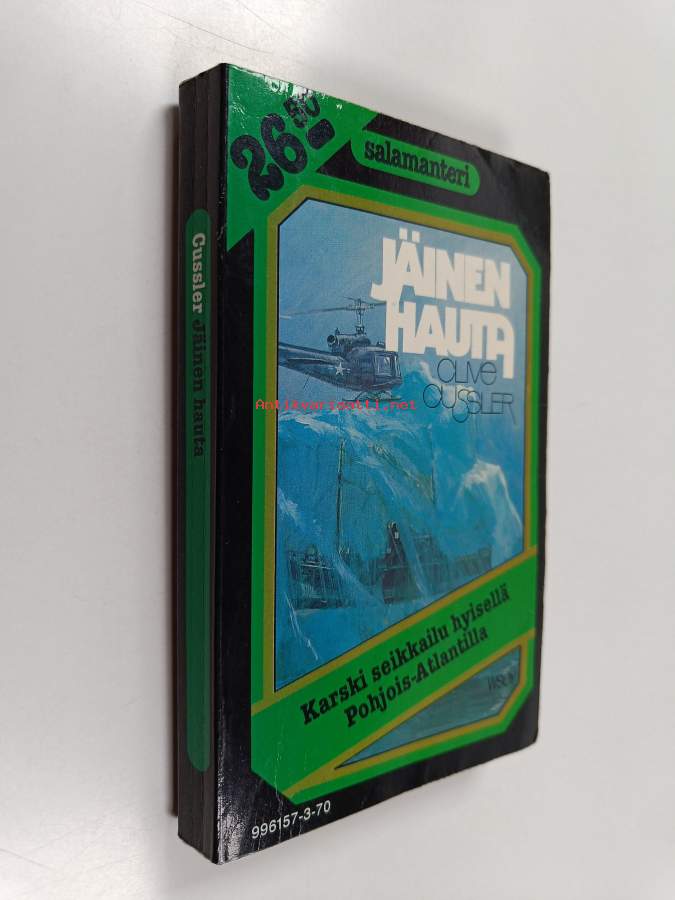 26 50
salamanteri
JÄINEN
HAUTA
CLIVE
CUSSLER
Antikvariaatti.net
Karski seikkailu hyisellä
Pohjois-Atlantilla
WSOY
996157-3-70
Cussler Jäinen hauta